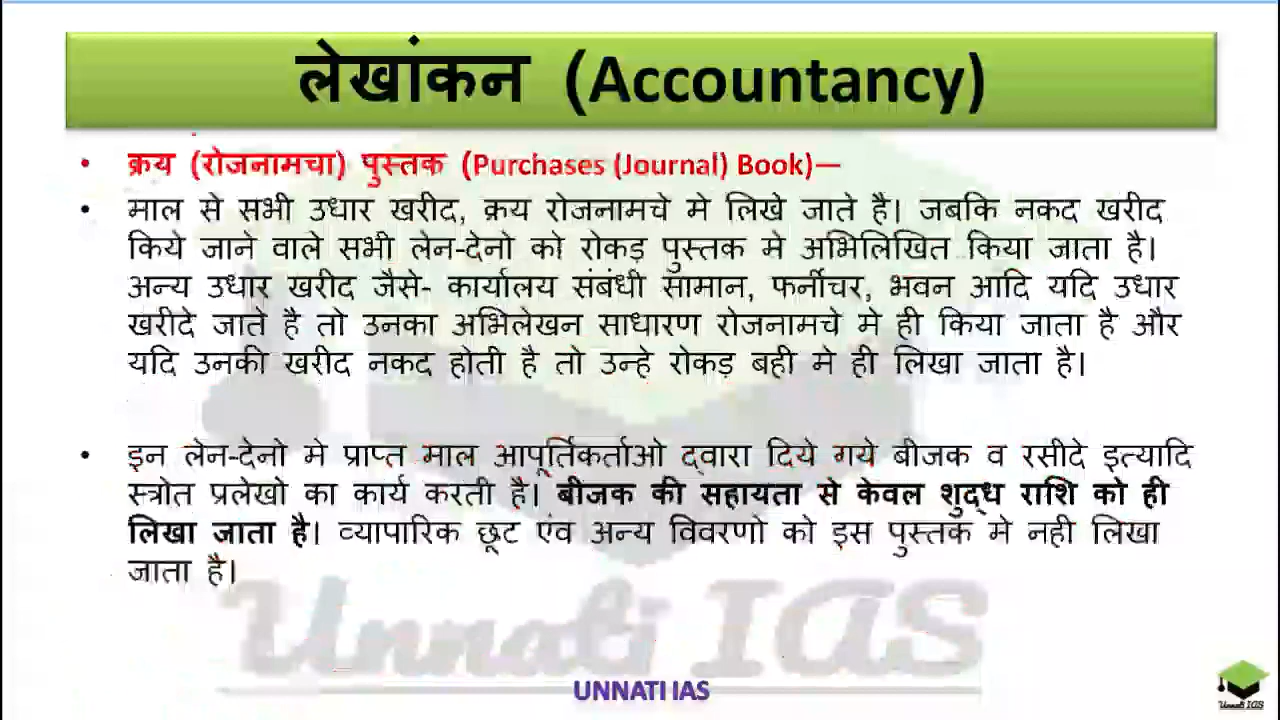 लेखांकन (Accountancy)
• क्रय (रोजनामचा) पुस्तक (Purchases (Journal) Book)—
• माल से सभी उधार खरीद, क्रय रोजनामचे मे लिखे जाते है। जबकि नकद खरीद
किये जाने वाले सभी लेन-देनो को रोकड़ पुस्तक मे अभिलिखित किया जाता है।
अन्य उधार खरीद जैसे- कार्यालय संबंधी सामान, फर्नीचर, भवन आदि यदि उधार
खरीदे जाते है तो उनका अभिलेखन साधारण रोजनामचे मे ही किया जाता है और
यदि उनकी खरीद नकद होती है तो उन्हे रोकड़ बही मे ही लिखा जाता है।
• इन लेन-देनो मे प्राप्त माल आपूर्तिकर्ताओ द्वारा दिये गये बीजक व रसीदे इत्यादि
स्त्रोत प्रलेखो का कार्य करती है। बीजक की सहायता से केवल शुद्ध राशि को ही
लिखा जाता है। व्यापारिक छूट एंव अन्य विवरणो को इस पुस्तक मे नही लिखा
जाता है।
Unnati IAS
UNNATI IAS
Unnati IAS